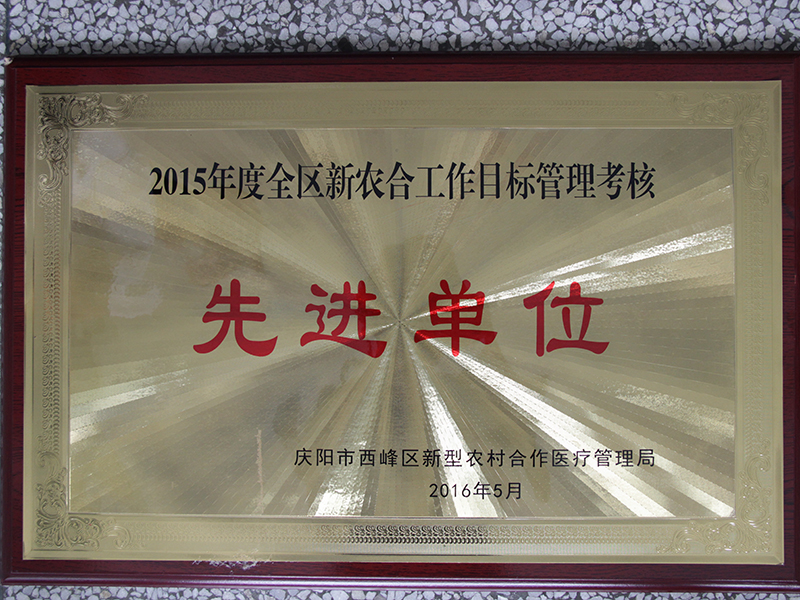 2015年度全区新农合工作目标管理考核
先进单位
庆阳市西峰区新型农村合作医疗管理局
2016年5月